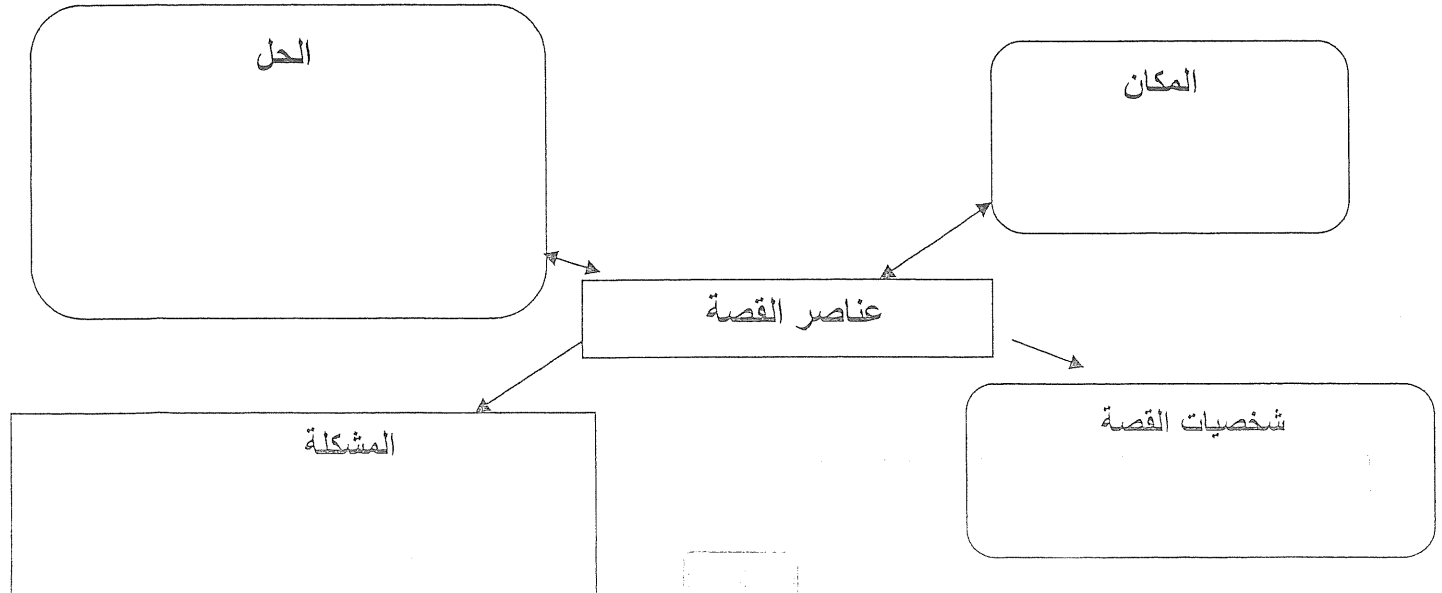 الحل
المكان
عناصر القصة
شخصيات القصة
المشكلة